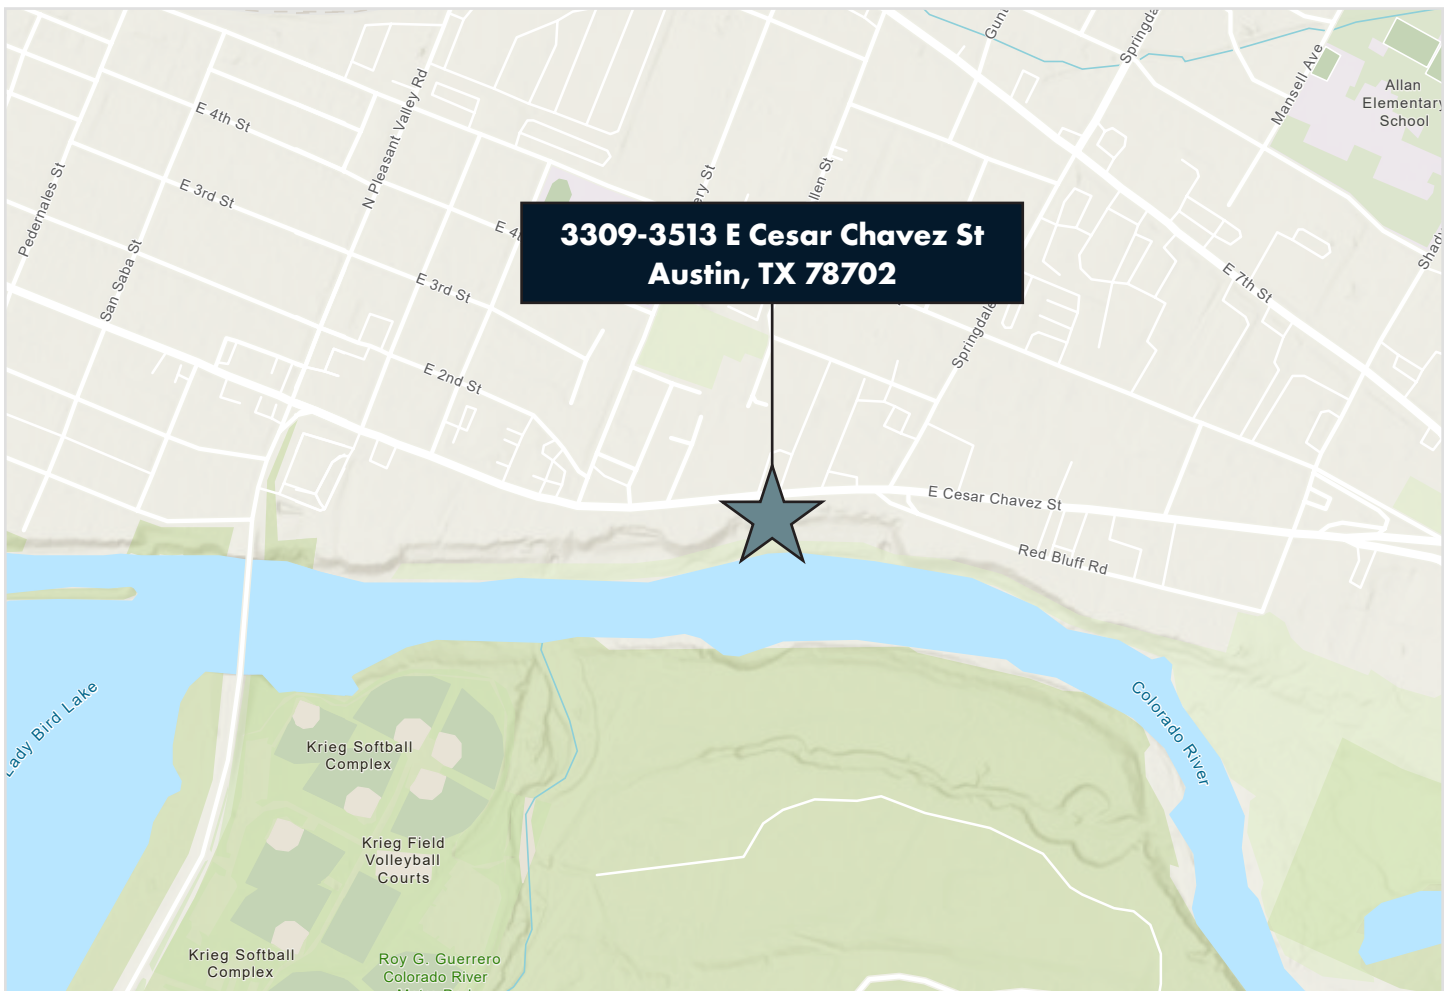 Gun
Springda
Mansell Ave
Allan
Elementary
School
E 4th St
N Pleasant Valley Rd
Pedernales St
E 3rd St
San Saba St
3309-3513 E Cesar Chavez St
Austin, TX 78702
E 3rd St
E 7th St
Springdale
E 2nd St
E Cesar Chavez St
Red Bluff Rd
Lady Bird Lake
Colorado River
Krieg Softball
Complex
Krieg Field
Volleyball
Courts
Krieg Softball
Complex
Roy G. Guerrero
Colorado River